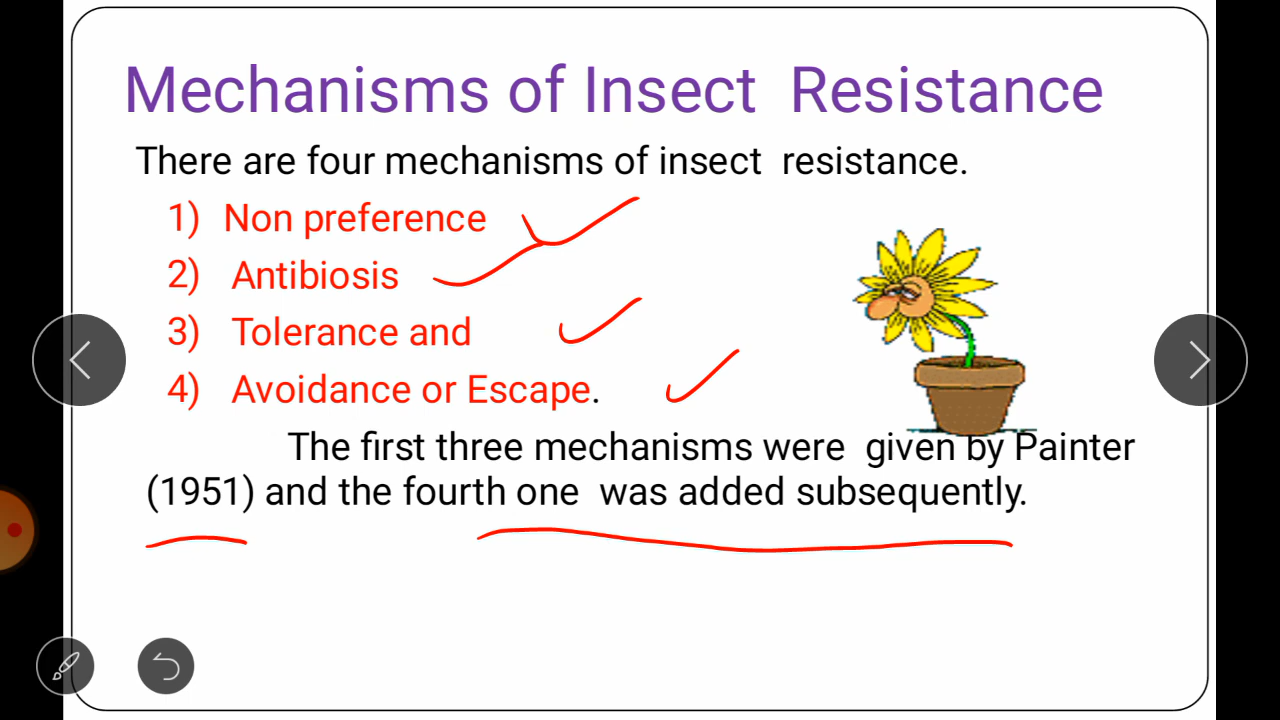 Mechanisms of Insect Resistance
There are four mechanisms of insect resistance.
1) Non preference
2) Antibiosis
3) Tolerance and
4) Avoidance or Escape.
The first three mechanisms were given by Painter
(1951) and the fourth one was added subsequently.